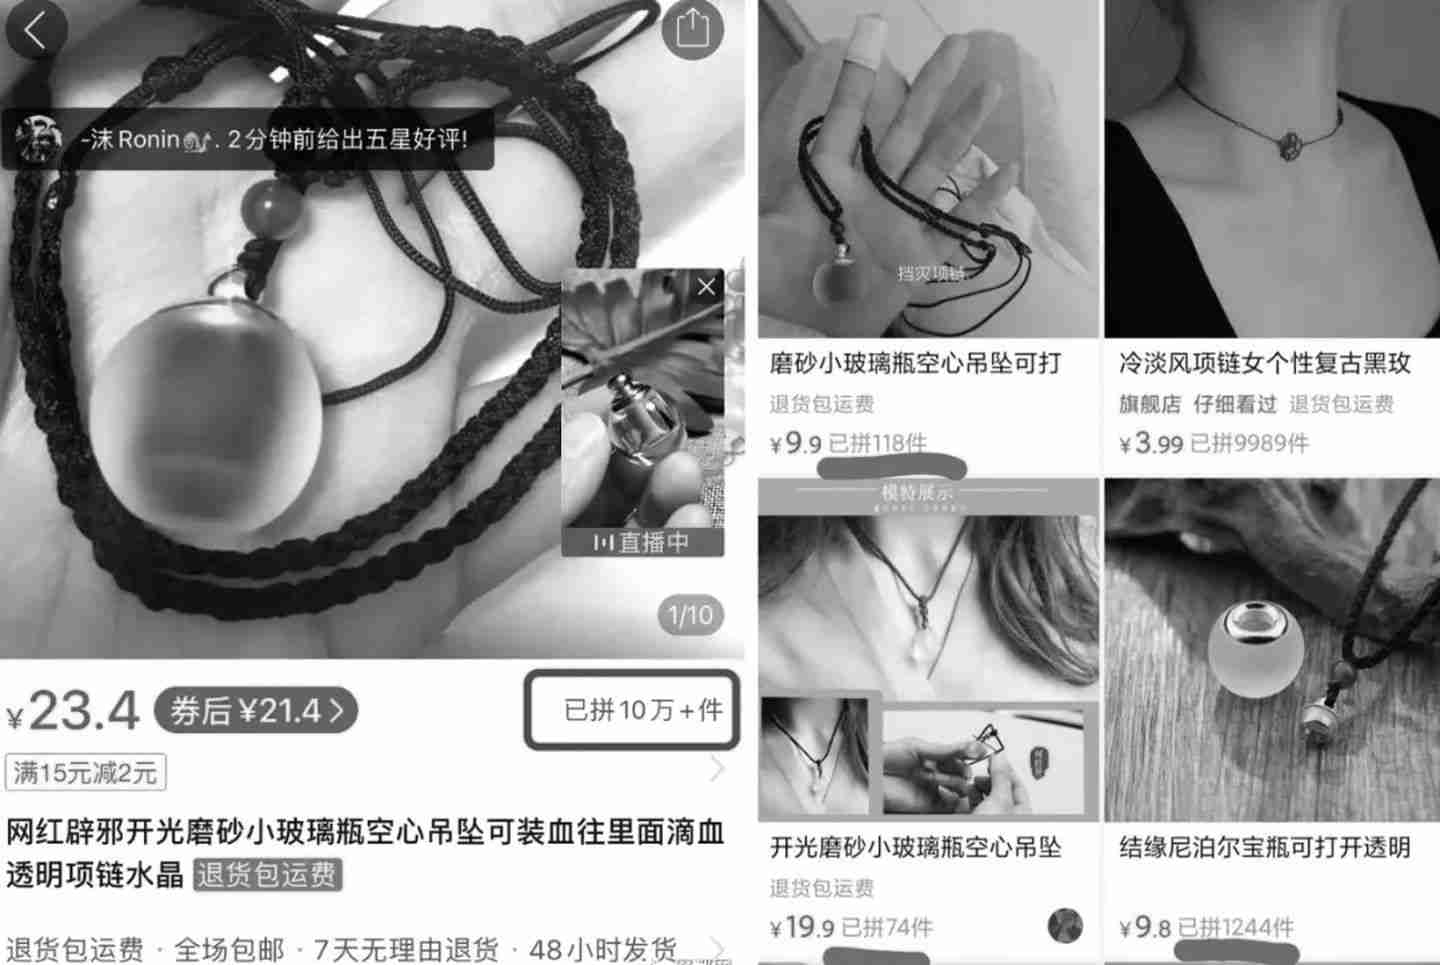 -沫Ronin. 2分钟前给出五星好评!
直播中
1/10
¥23.4 券后¥21.4
已拼10万+件
满15元减2元
网红辟邪开光磨砂小玻璃瓶空心吊坠可装血往里面滴血
透明项链水晶 退货包运费
退货包运费 · 全场包邮 · 7天无理由退货 · 48小时发货
挡灾项链
磨砂小玻璃瓶空心吊坠可打
退货包运费
¥9.9 已拼118件
冷淡风项链女个性复古黑玫
旗舰店 仔细看过 退货包运费
¥3.99 已拼9989件
模特展示
开光磨砂小玻璃瓶空心吊坠
退货包运费
¥19.9 已拼74件
结缘尼泊尔宝瓶可打开透明
¥9.8 已拼1244件